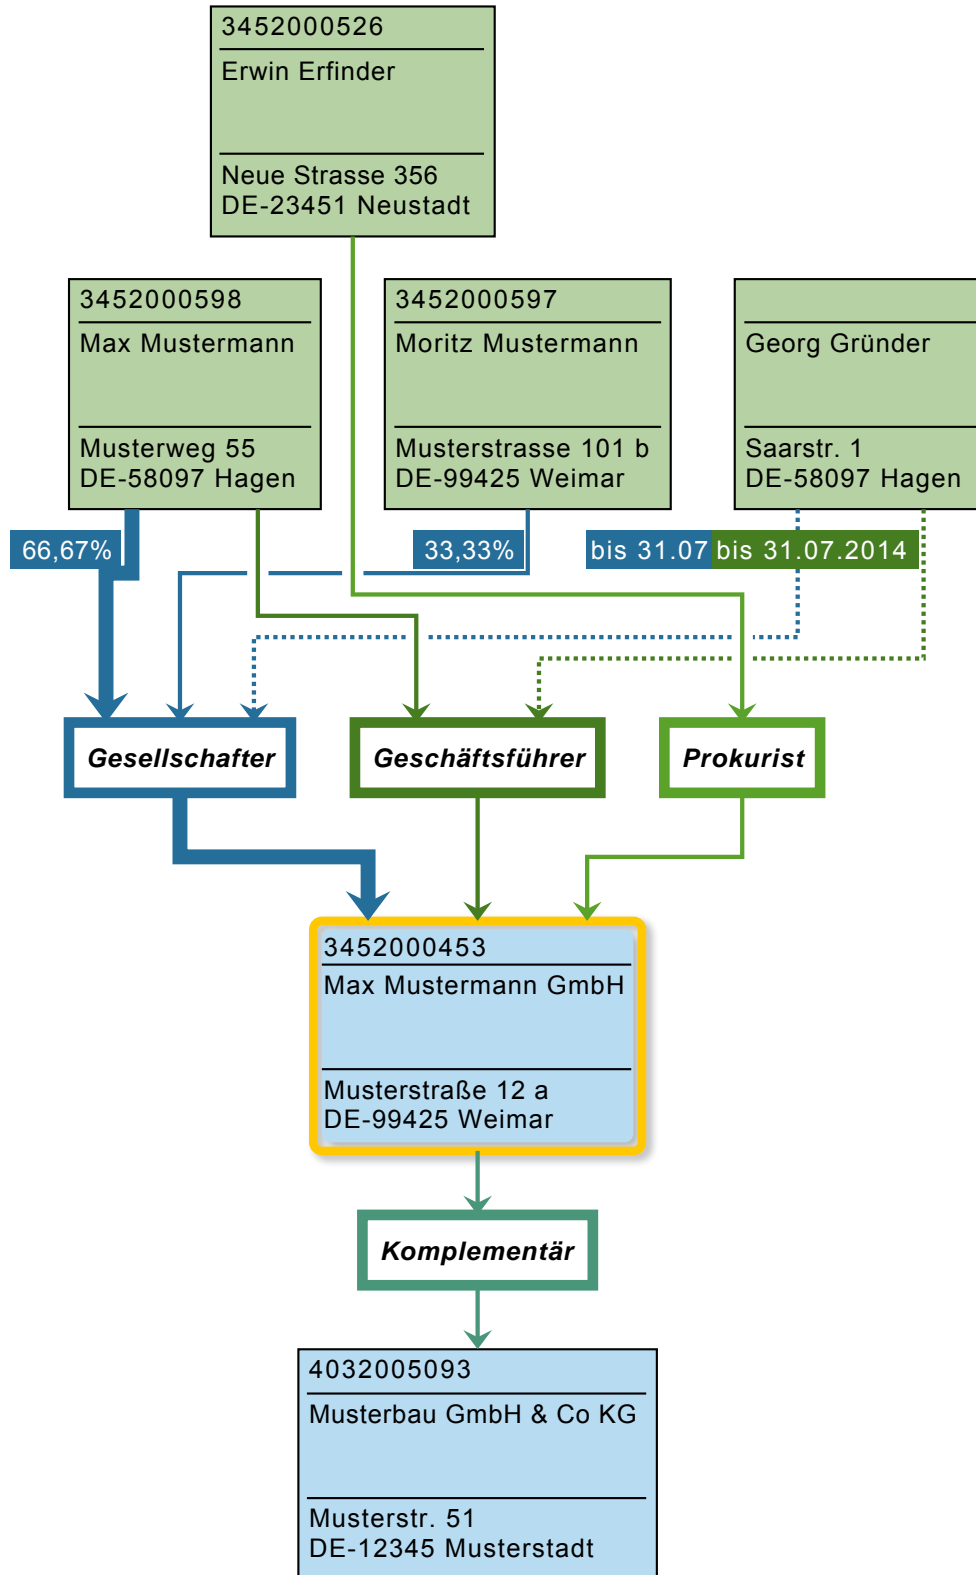 3452000526
Erwin Erfinder
Neue Strasse 356
DE-23451 Neustadt
3452000598
Max Mustermann
Musterweg 55
DE-58097 Hagen
3452000597
Moritz Mustermann
Musterstrasse 101 b
DE-99425 Weimar
Georg Gründer
Saarstr. 1
DE-58097 Hagen
66,67%
33,33%
bis 31.07
bis 31.07.2014
Gesellschafter
Geschäftsführer
Prokurist
3452000453
Max Mustermann GmbH
Musterstraße 12 a
DE-99425 Weimar
Komplementär
4032005093
Musterbau GmbH & Co KG
Musterstr. 51
DE-12345 Musterstadt